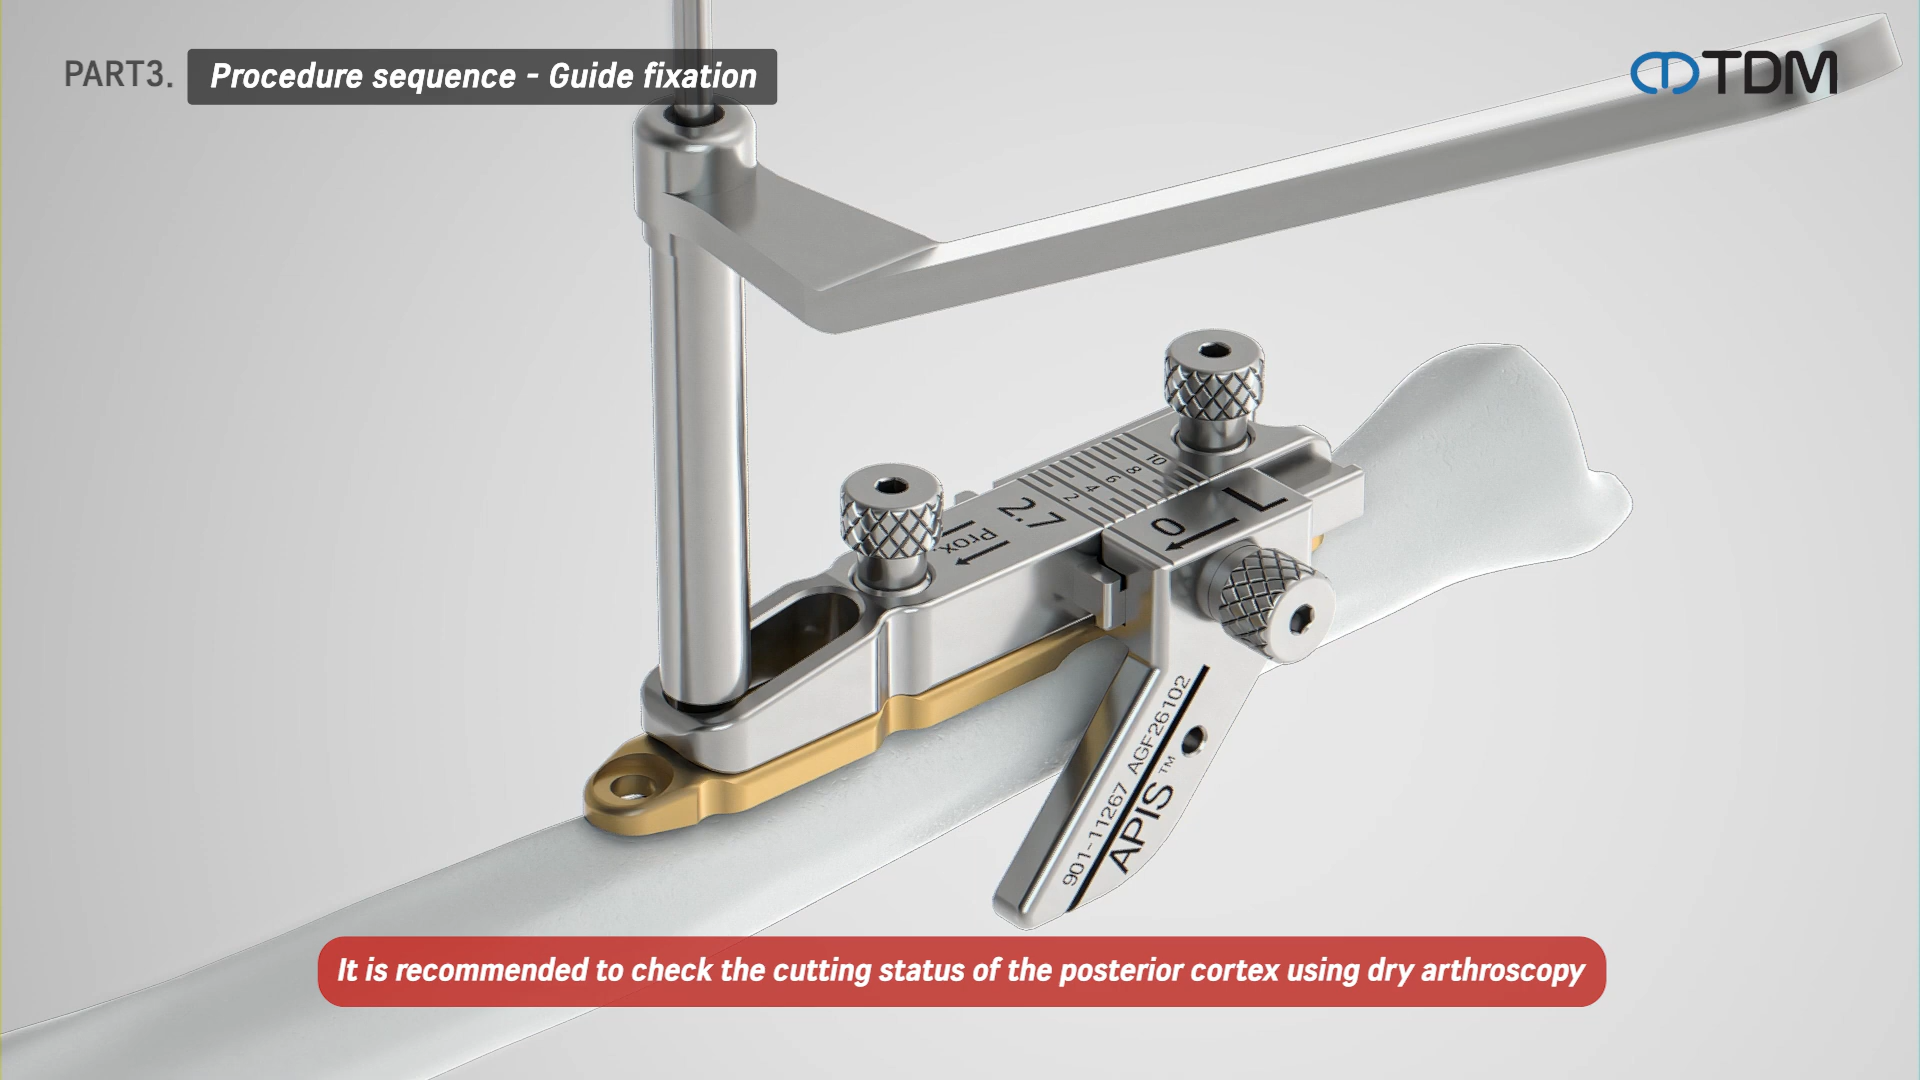 PART3. Procedure sequence - Guide fixation
TDM
10
8
6
4
2
2.7
Prox.
L
0
901-11267 AGF26102
APIS™
It is recommended to check the cutting status of the posterior cortex using dry arthroscopy